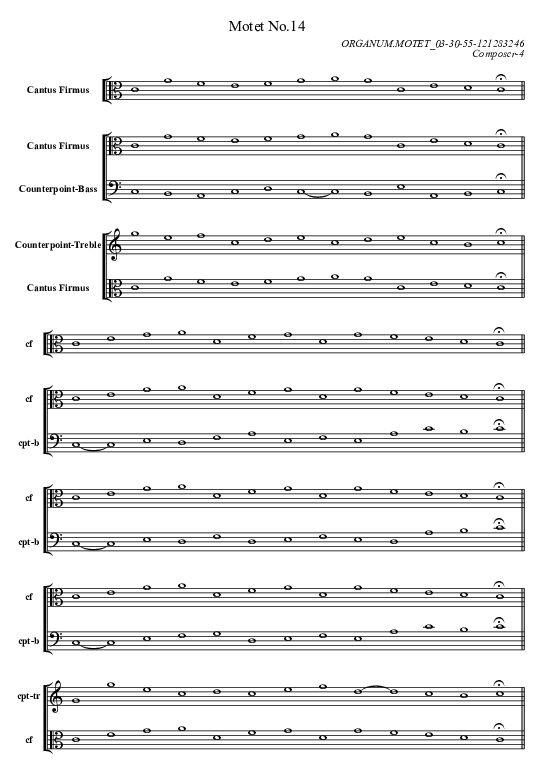 Motet No.14
ORGANUM.MOTET_03-30-55-121283246
Composer-4
Cantus Firmus
Cantus Firmus
Counterpoint-Bass
Counterpoint-Treble
Cantus Firmus
cf
cf
cpt-b
cf
cpt-b
cf
cpt-b
cpt-tr
cf